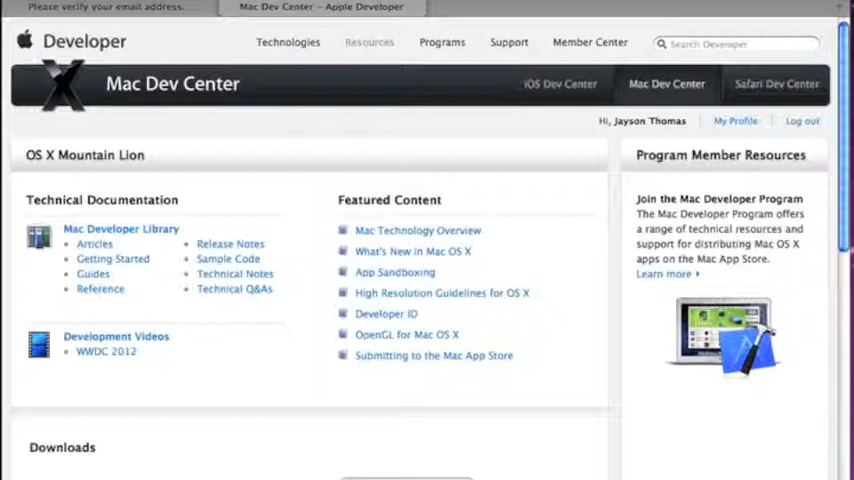 Please verify your email address....
Mac Dev Center – Apple Developer
Developer
Technologies
Resources
Programs
Support
Member Center
Search Developer
X
Mac Dev Center
iOS Dev Center
Mac Dev Center
Safari Dev Center
Hi, Jayson Thomas
My Profile
Log out
OS X Mountain Lion
Program Member Resources
Technical Documentation
Mac Developer Library
Articles
Release Notes
Getting Started
Sample Code
Guides
Technical Notes
Reference
Technical Q&As
Development Videos
WWDC 2012
Featured Content
Mac Technology Overview
What's New in Mac OS X
App Sandboxing
High Resolution Guidelines for OS X
Developer ID
OpenGL for Mac OS X
Submitting to the Mac App Store
Join the Mac Developer Program
The Mac Developer Program offers
a range of technical resources and
support for distributing Mac OS X
apps on the Mac App Store.
Learn more
Downloads